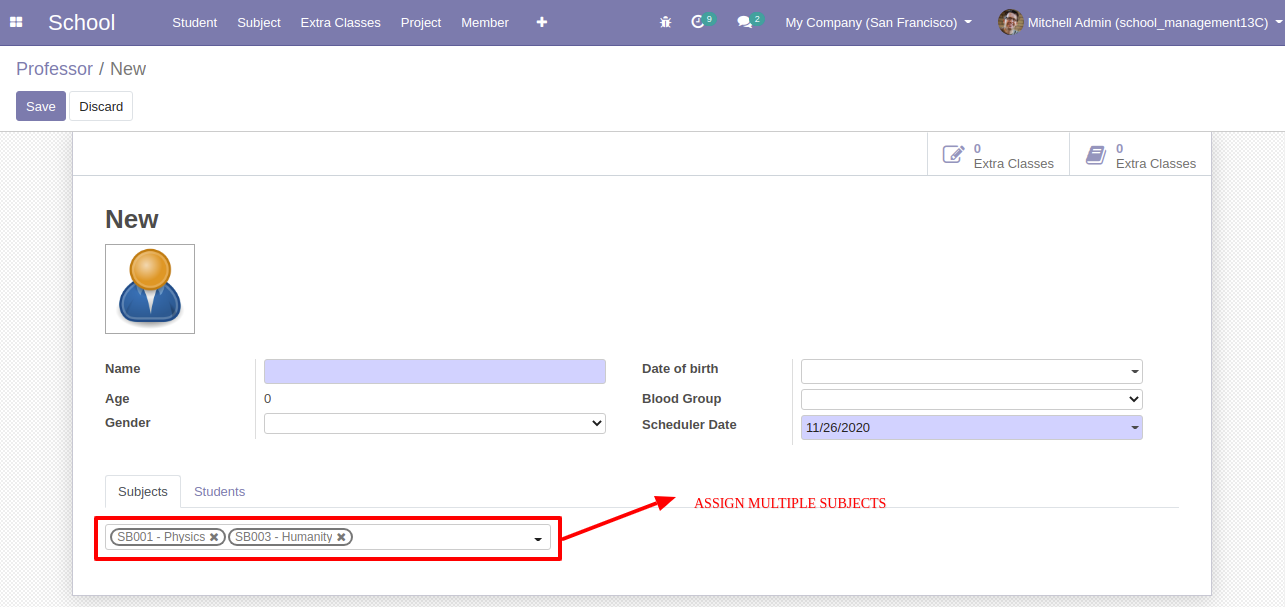 School Student Subject Extra Classes Project Member 9 2 My Company (San Francisco) Mitchell Admin (school_management13C)
Professor / New
Save Discard
0 Extra Classes
0 Extra Classes
New
Name
Age 0
Gender
Date of birth
Blood Group
Scheduler Date 11/26/2020
Subjects Students
ASSIGN MULTIPLE SUBJECTS
SB001 - Physics SB003 - Humanity